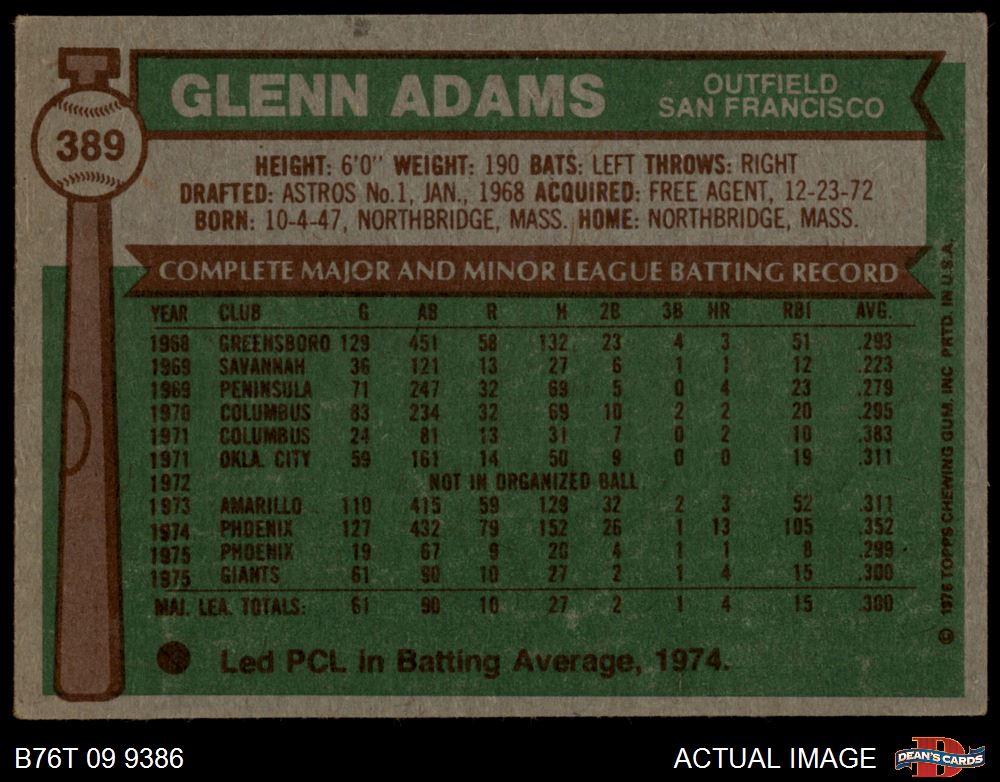 GLENN ADAMS
OUTFIELD
SAN FRANCISCO
389
HEIGHT: 6'0" WEIGHT: 190 BATS: LEFT THROWS: RIGHT
DRAFTED: ASTROS No.1, JAN., 1968 ACQUIRED: FREE AGENT, 12-23-72
BORN: 10-4-47, NORTHBRIDGE, MASS. HOME: NORTHBRIDGE, MASS.
COMPLETE MAJOR AND MINOR LEAGUE BATTING RECORD
YEAR CLUB G AB R H 2B 3B HR RBI AVG.
1968 GREENSBORO 129 451 58 132 23 4 3 51 .293
1969 SAVANNAH 36 121 13 27 6 1 1 12 .223
1969 PENINSULA 71 247 32 69 5 0 4 23 .279
1970 COLUMBUS 83 234 32 69 10 2 2 20 .295
1971 COLUMBUS 24 81 13 31 7 0 2 10 .383
1971 OKLA. CITY 59 161 14 50 9 0 0 19 .311
1972 NOT IN ORGANIZED BALL
1973 AMARILLO 110 415 59 129 32 2 3 52 .311
1974 PHOENIX 127 432 79 152 26 1 13 105 .352
1975 PHOENIX 19 67 9 20 4 1 1 8 .299
1975 GIANTS 61 90 10 27 2 1 4 15 .300
MAJ. LEA. TOTALS: 61 90 10 27 2 1 4 15 .300
Led PCL in Batting Average, 1974.
© 1976 TOPPS CHEWING GUM, INC PRTD. IN U.S.A.
B76T 09 9386
ACTUAL IMAGE
D
DEAN'S CARDS